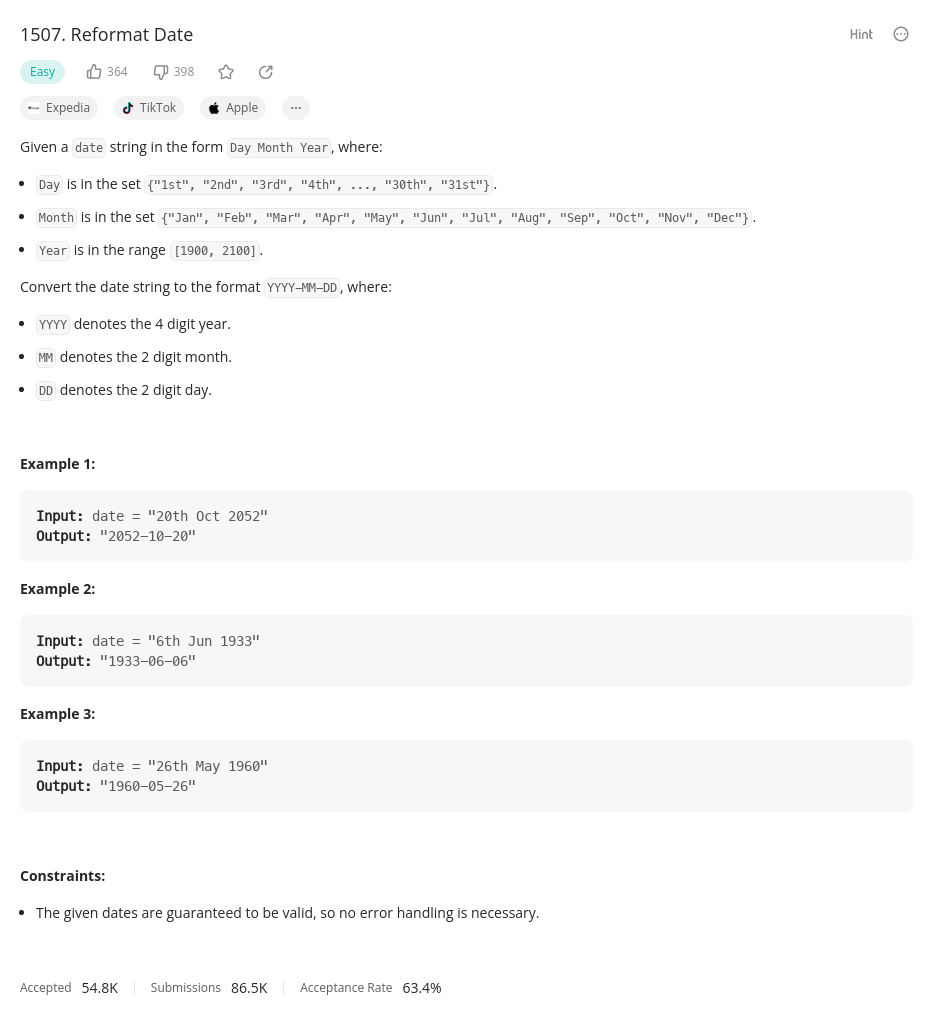 1507. Reformat Date
Hint
Easy 364 398
Expedia TikTok Apple ...
Given a date string in the form Day Month Year, where:
• Day is in the set {"1st", "2nd", "3rd", "4th", ..., "30th", "31st"}.
• Month is in the set {"Jan", "Feb", "Mar", "Apr", "May", "Jun", "Jul", "Aug", "Sep", "Oct", "Nov", "Dec"}.
• Year is in the range [1900, 2100].
Convert the date string to the format YYYY-MM-DD, where:
• YYYY denotes the 4 digit year.
• MM denotes the 2 digit month.
• DD denotes the 2 digit day.
Example 1:
Input: date = "20th Oct 2052"
Output: "2052-10-20"
Example 2:
Input: date = "6th Jun 1933"
Output: "1933-06-06"
Example 3:
Input: date = "26th May 1960"
Output: "1960-05-26"
Constraints:
• The given dates are guaranteed to be valid, so no error handling is necessary.
Accepted 54.8K Submissions 86.5K Acceptance Rate 63.4%